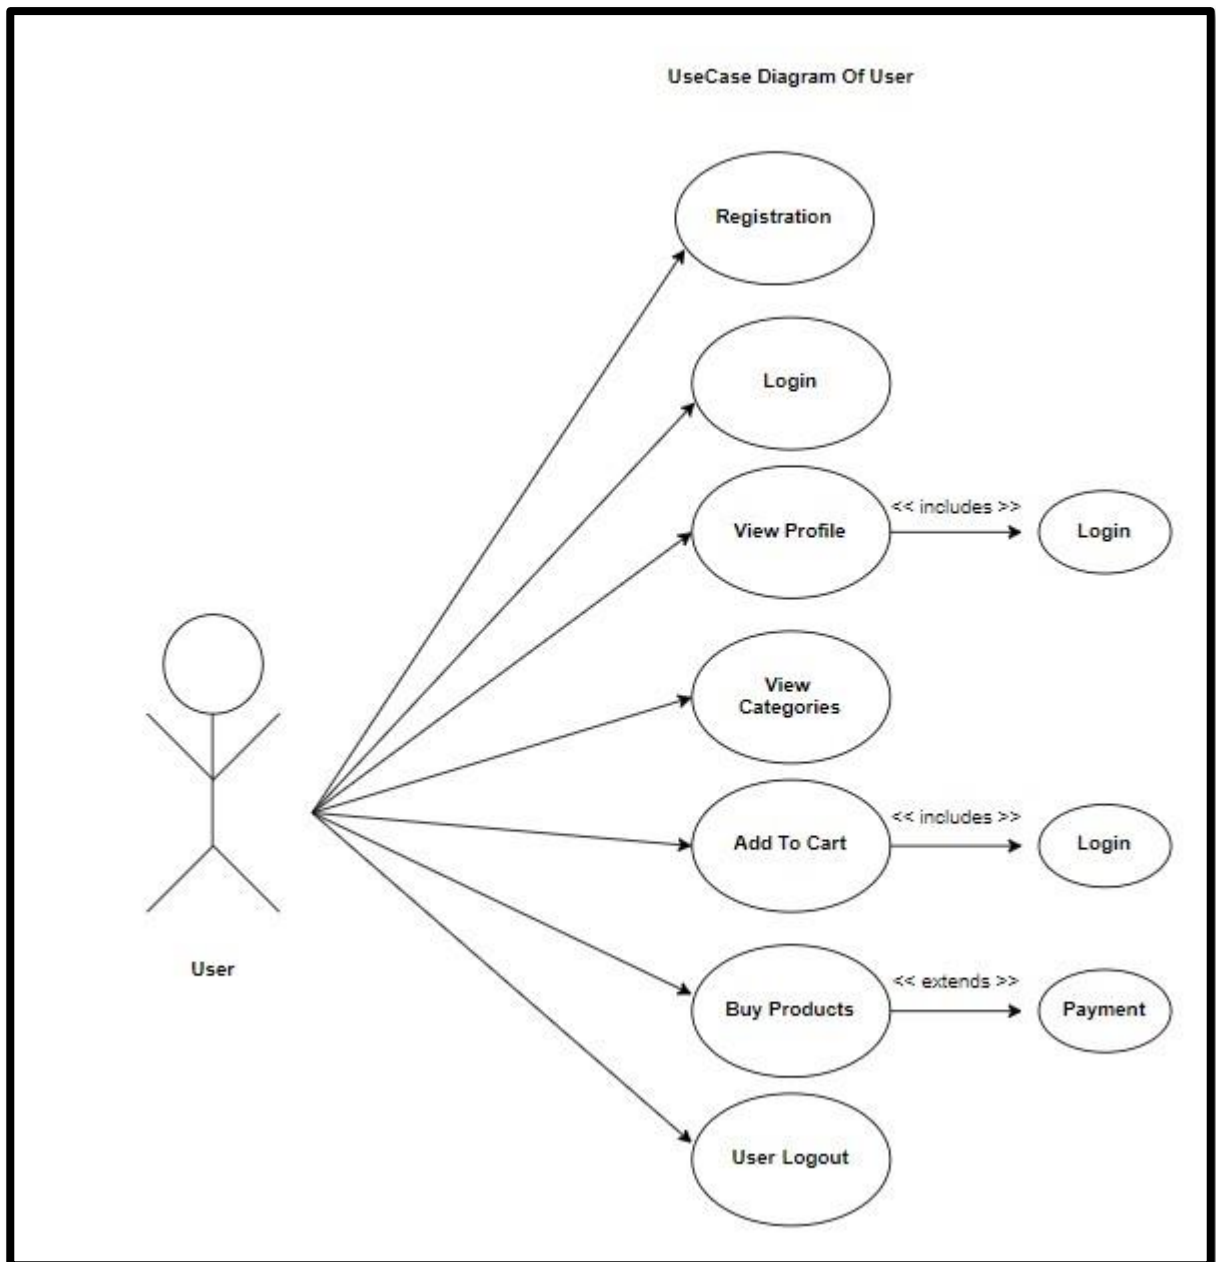 UseCase Diagram Of User
Registration
Login
View Profile
<< includes >>
Login
View
Categories
Add To Cart
<< includes >>
Login
User
Buy Products
<< extends >>
Payment
User Logout